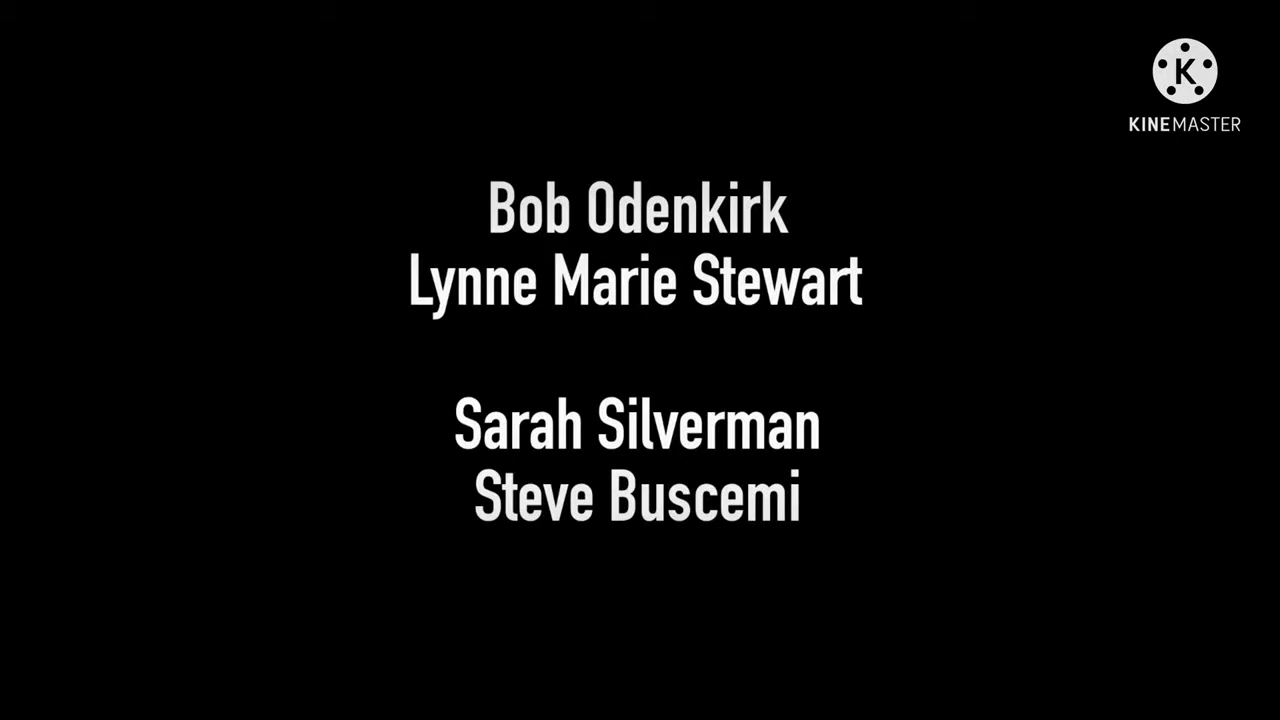 K
KINEMASTER
Bob Odenkirk
Lynne Marie Stewart
Sarah Silverman
Steve Buscemi